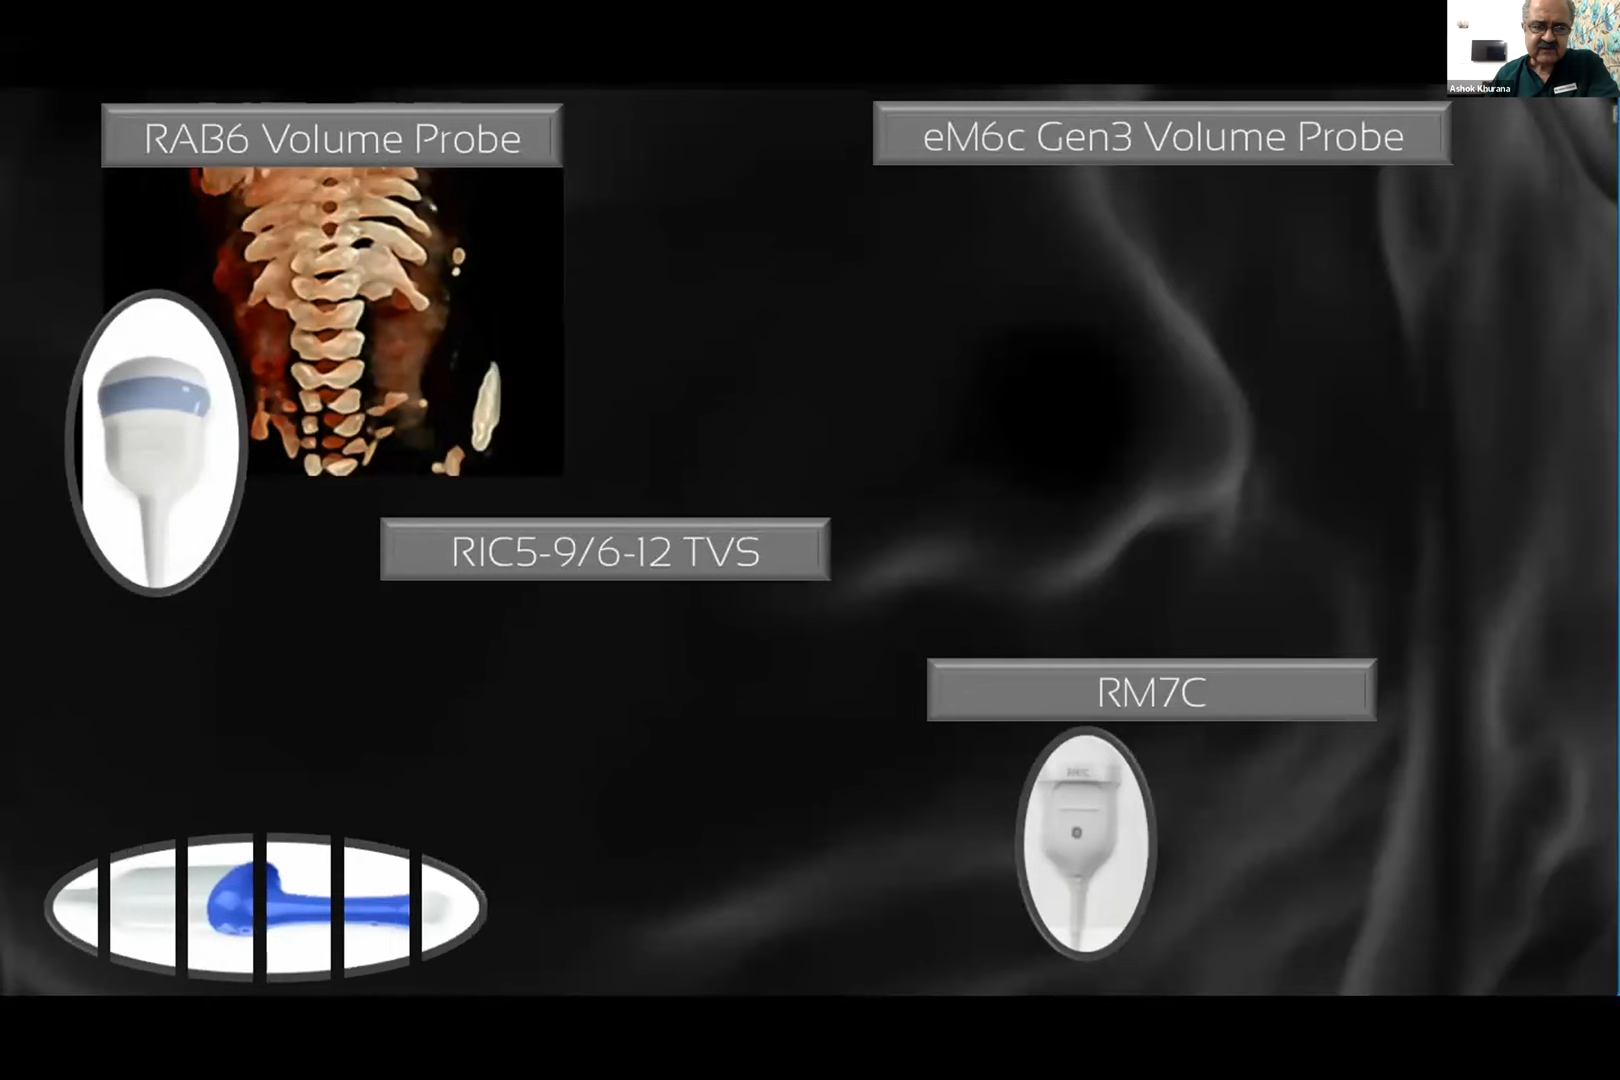 Ashok Khurana
RAB6 Volume Probe
eM6c Gen3 Volume Probe
RIC5-9/6-12 TVS
RM7C